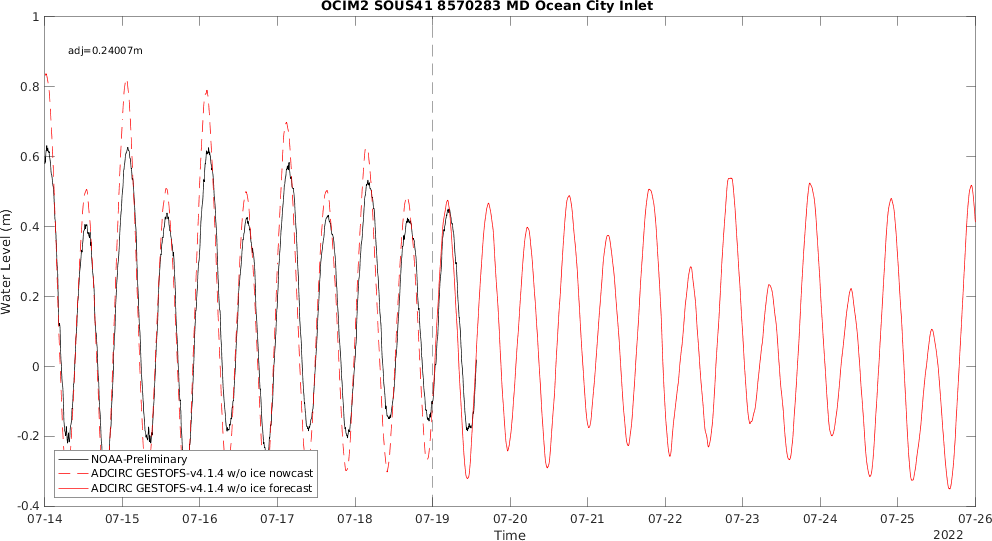 OCIM2 SOUS41 8570283 MD Ocean City Inlet
adj=0.24007m
Water Level (m)
1
0.8
0.6
0.4
0.2
0
-0.2
-0.4
NOAA-Preliminary
ADCIRC GESTOFS-v4.1.4 w/o ice nowcast
ADCIRC GESTOFS-v4.1.4 w/o ice forecast
07-14 07-15 07-16 07-17 07-18 07-19 07-20 07-21 07-22 07-23 07-24 07-25 07-26
Time
2022